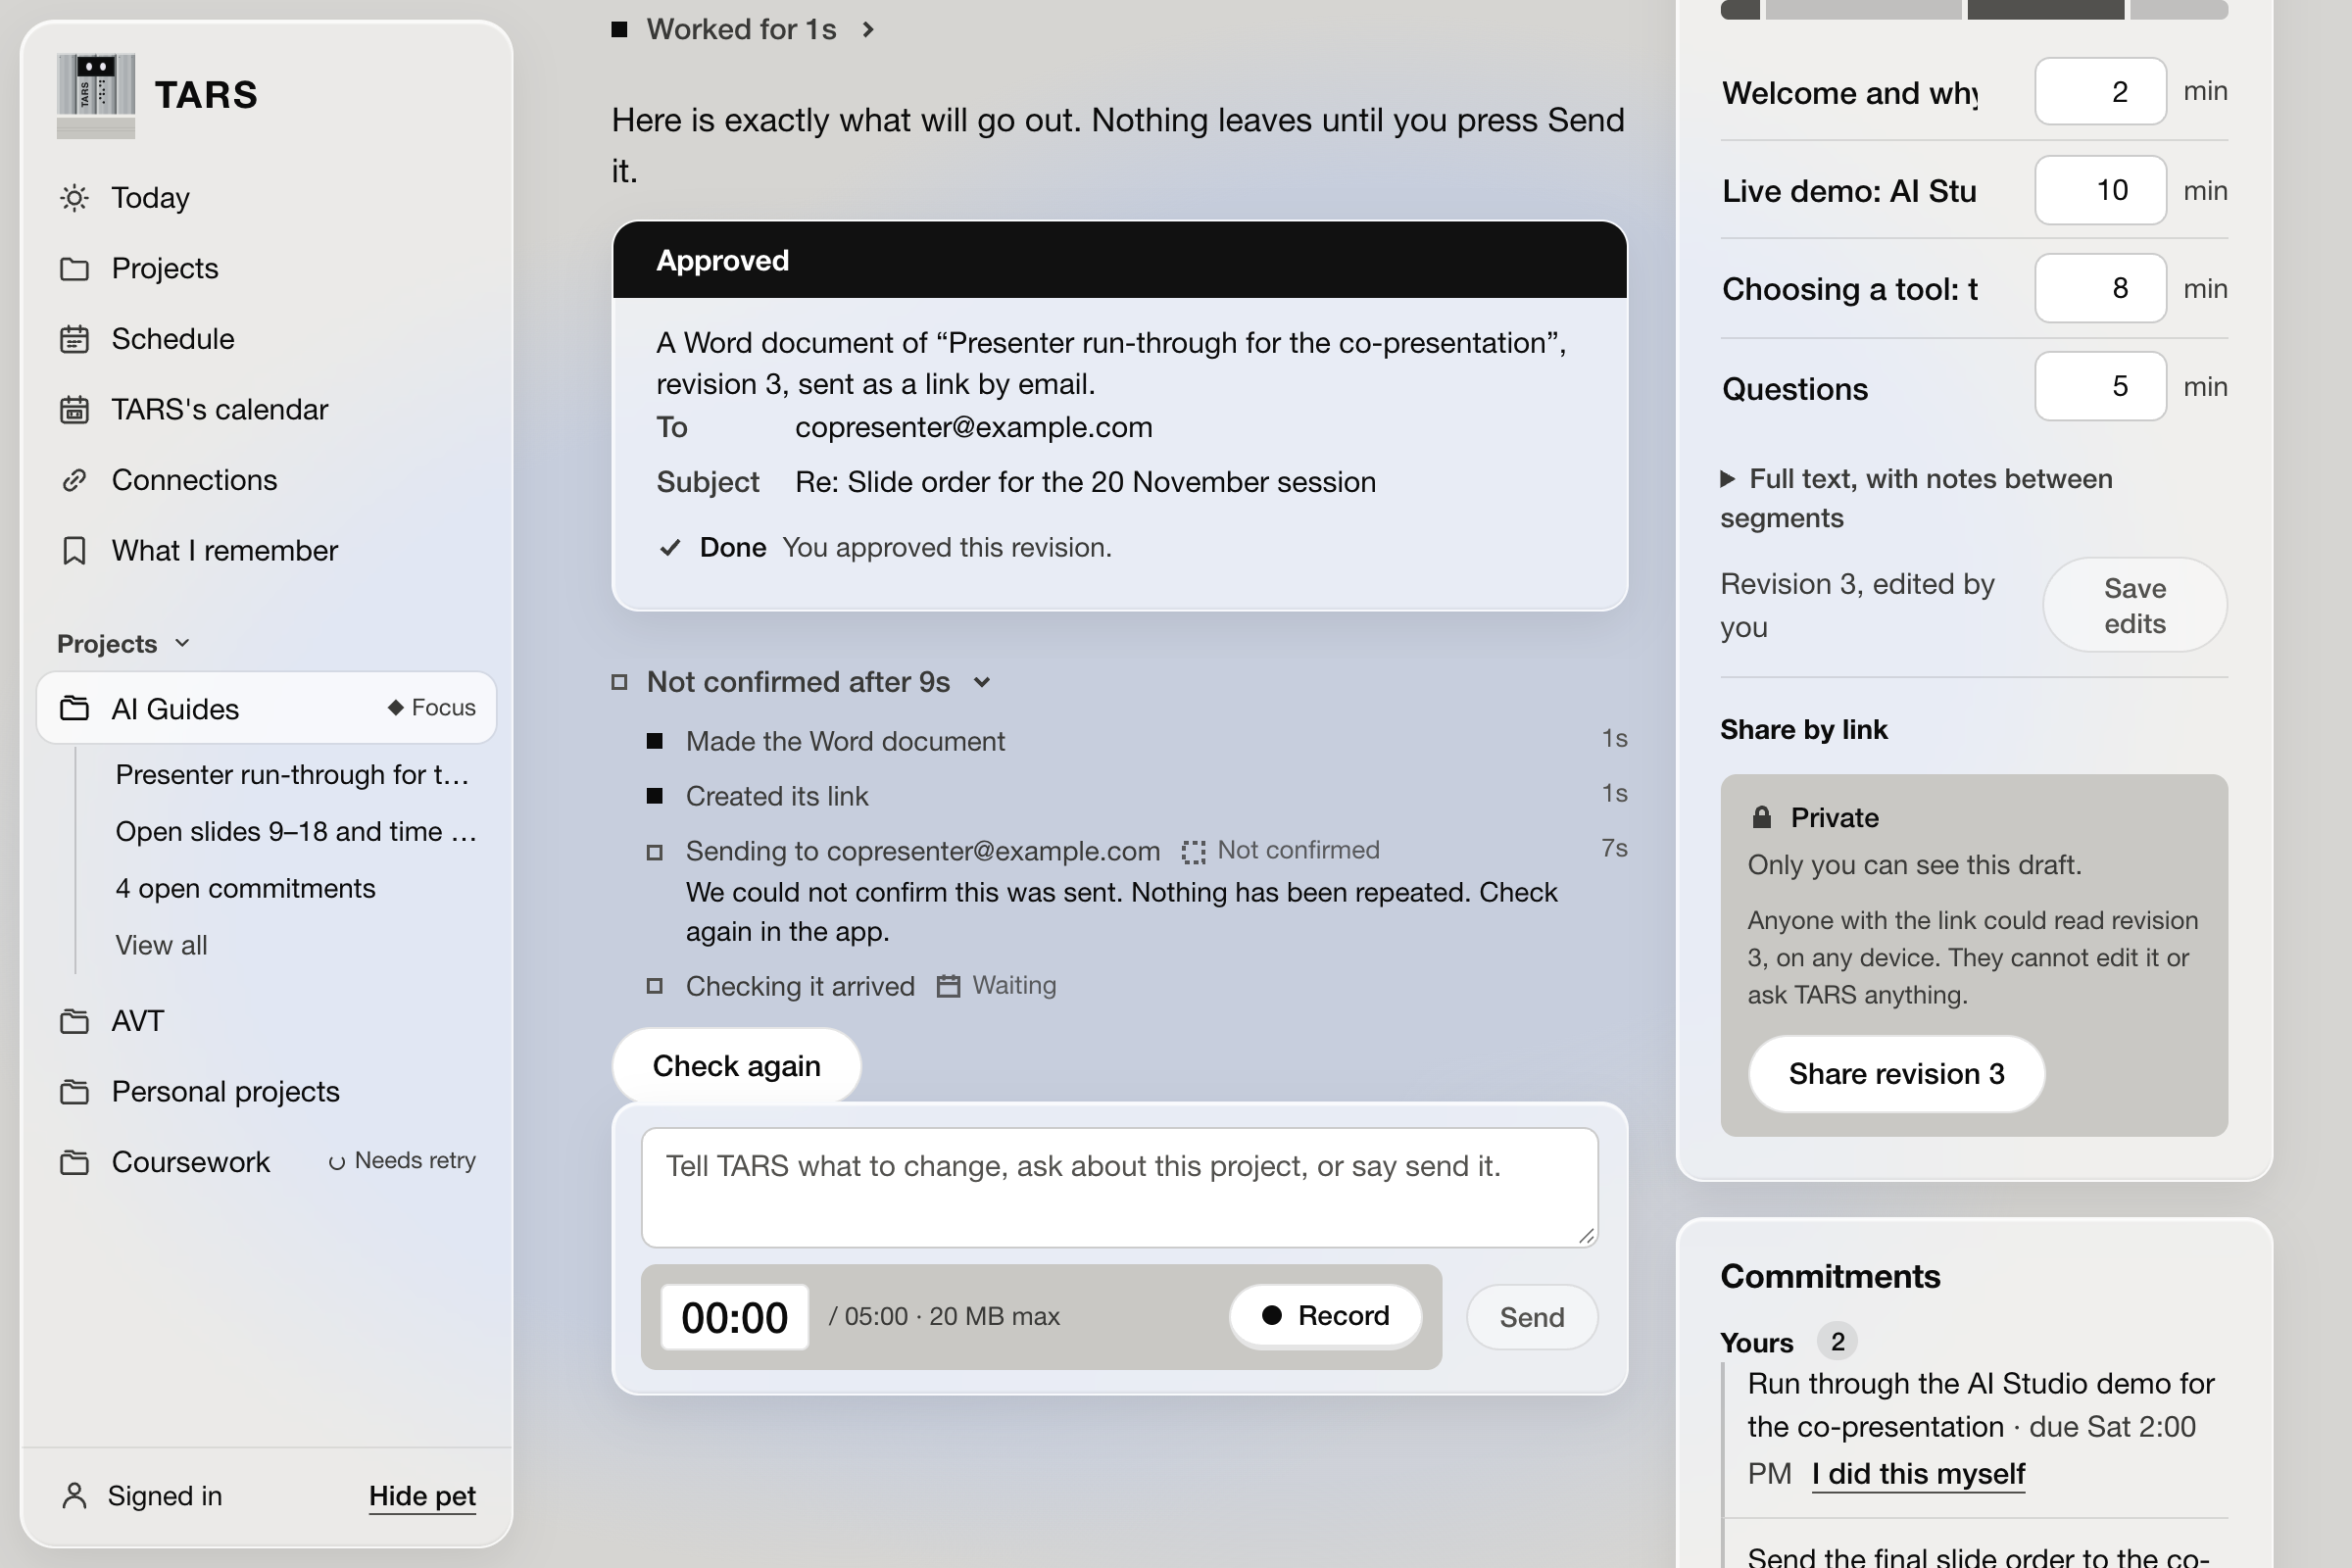 TARS
TARS
Today
Projects
Schedule
TARS's calendar
Connections
What I remember
Projects
AI Guides
Focus
Presenter run-through for t…
Open slides 9–18 and time …
4 open commitments
View all
AVT
Personal projects
Coursework
Needs retry
Signed in
Hide pet
Worked for 1s
Here is exactly what will go out. Nothing leaves until you press Send
it.
Approved
A Word document of “Presenter run-through for the co-presentation”,
revision 3, sent as a link by email.
To copresenter@example.com
Subject Re: Slide order for the 20 November session
Done You approved this revision.
Not confirmed after 9s
Made the Word document 1s
Created its link 1s
Sending to copresenter@example.com Not confirmed 7s
We could not confirm this was sent. Nothing has been repeated. Check
again in the app.
Checking it arrived Waiting
Check again
Tell TARS what to change, ask about this project, or say send it.
00:00 / 05:00 · 20 MB max
Record
Send
Welcome and why 2 min
Live demo: AI Stu 10 min
Choosing a tool: t 8 min
Questions 5 min
Full text, with notes between
segments
Revision 3, edited by
you
Save
edits
Share by link
Private
Only you can see this draft.
Anyone with the link could read revision
3, on any device. They cannot edit it or
ask TARS anything.
Share revision 3
Commitments
Yours 2
Run through the AI Studio demo for
the co-presentation · due Sat 2:00
PM I did this myself
Send the final slide order to the co-